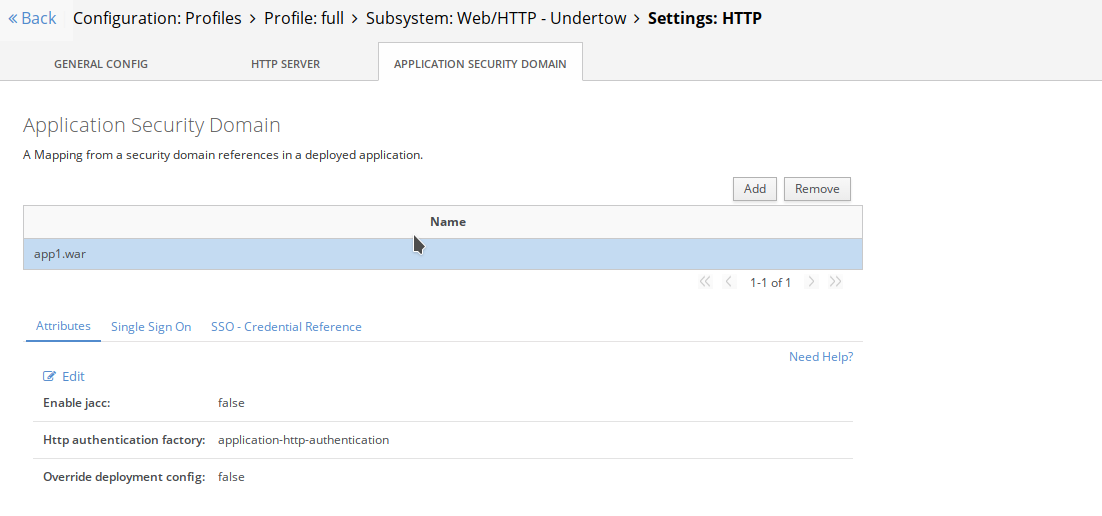 « Back Configuration: Profiles > Profile: full > Subsystem: Web/HTTP - Undertow > Settings: HTTP
GENERAL CONFIG HTTP SERVER APPLICATION SECURITY DOMAIN
Application Security Domain
A Mapping from a security domain references in a deployed application.
Add Remove
Name
app1.war
1-1 of 1
Attributes Single Sign On SSO - Credential Reference
Need Help?
Edit
Enable jacc: false
Http authentication factory: application-http-authentication
Override deployment config: false